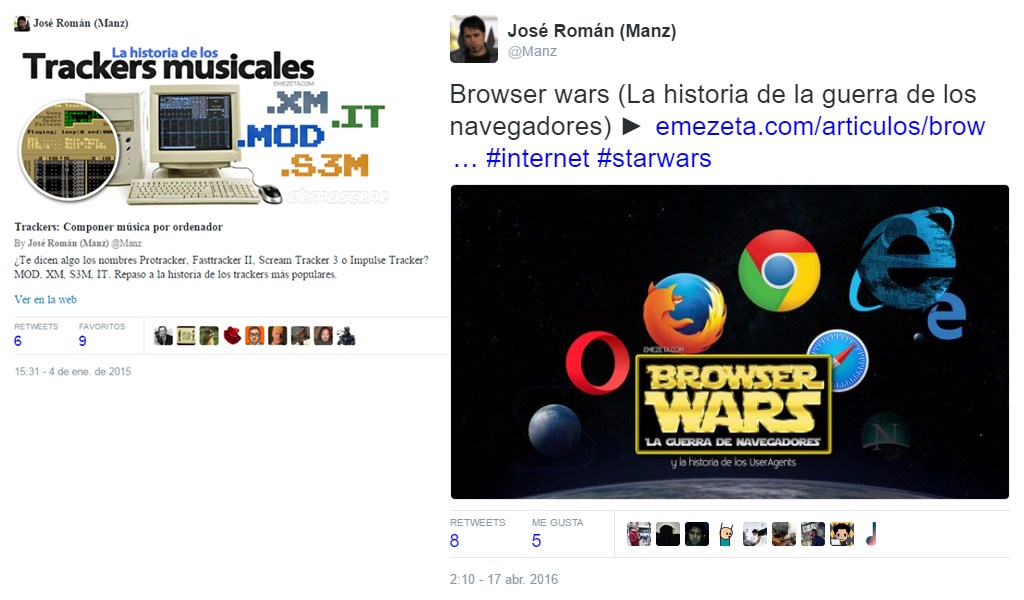 José Román (Manz)
La historia de los
Trackers musicales
EMEZETA.COM
.XM
.IT
.MOD
.S3M
demoscene
Trackers: Componer música por ordenador
By José Román (Manz) @Manz
¿Te dicen algo los nombres Protracker, Fasttracker II, Scream Tracker 3 o Impulse Tracker?
MOD, XM, S3M, IT. Repaso a la historia de los trackers más populares.
Ver en la web
RETWEETS FAVORITOS
6 9
15:31 - 4 de ene. de 2015
José Román (Manz)
@Manz
Browser wars (La historia de la guerra de los
navegadores) ► emezeta.com/articulos/brow
… #internet #starwars
EMEZETA.COM
BROWSER
WARS
LA GUERRA DE NAVEGADORES
y la historia de los UserAgents
N
RETWEETS ME GUSTA
8 5
2:10 - 17 abr. 2016